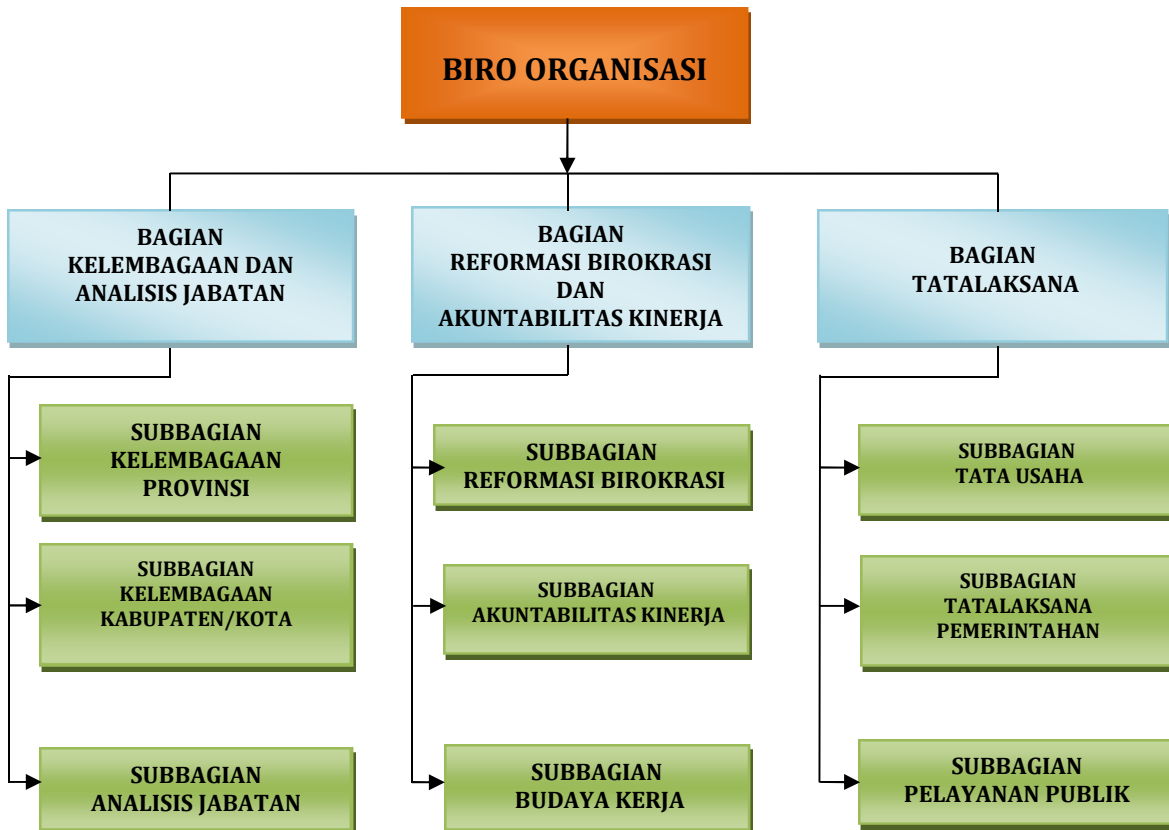 BIRO ORGANISASI
BAGIAN
KELEMBAGAAN DAN
ANALISIS JABATAN
BAGIAN
REFORMASI BIROKRASI
DAN
AKUNTABILITAS KINERJA
BAGIAN
TATALAKSANA
SUBBAGIAN
KELEMBAGAAN
PROVINSI
SUBBAGIAN
REFORMASI BIROKRASI
SUBBAGIAN
TATA USAHA
SUBBAGIAN
KELEMBAGAAN
KABUPATEN/KOTA
SUBBAGIAN
AKUNTABILITAS KINERJA
SUBBAGIAN
TATALAKSANA
PEMERINTAHAN
SUBBAGIAN
ANALISIS JABATAN
SUBBAGIAN
BUDAYA KERJA
SUBBAGIAN
PELAYANAN PUBLIK